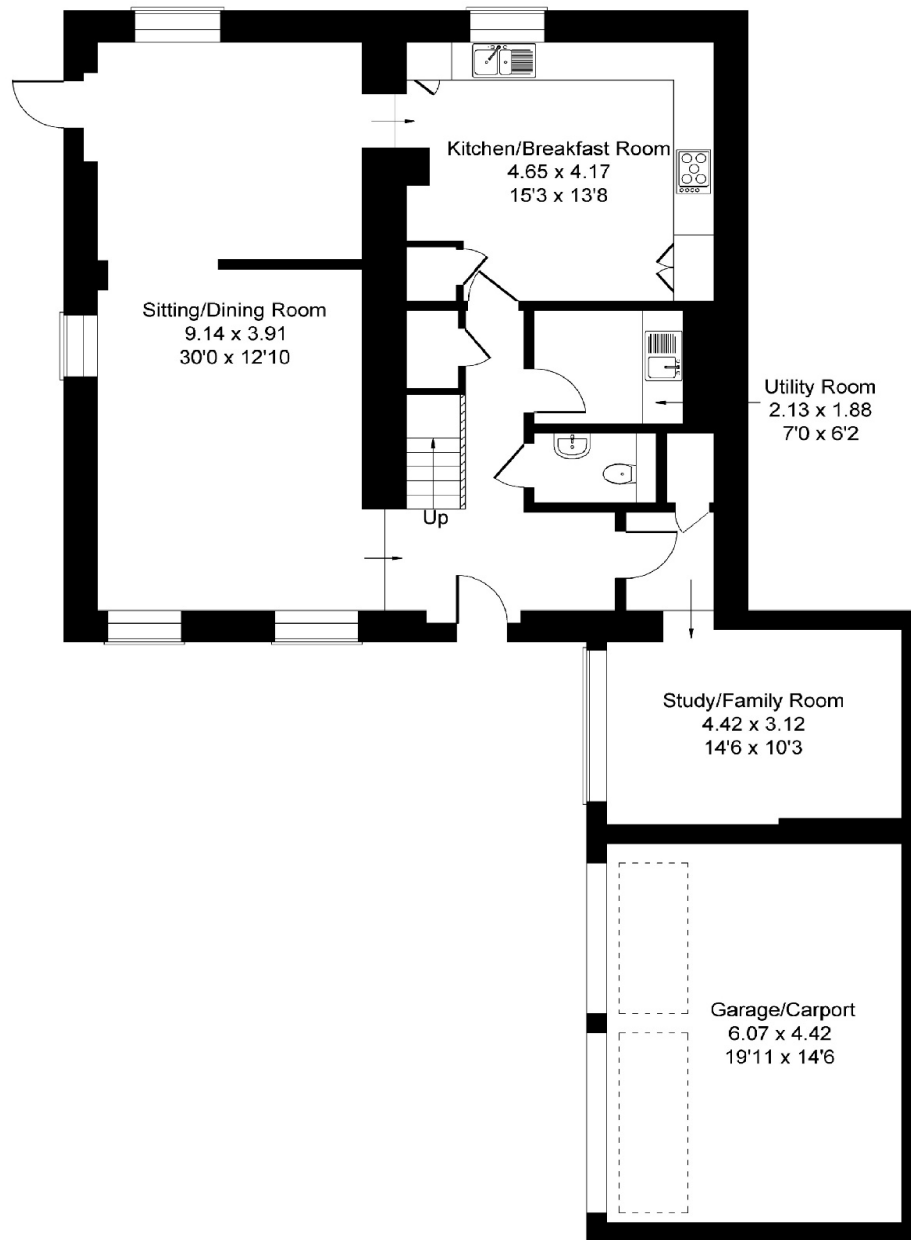 Kitchen/Breakfast Room
4.65 x 4.17
15'3 x 13'8
Sitting/Dining Room
9.14 x 3.91
30'0 x 12'10
Utility Room
2.13 x 1.88
7'0 x 6'2
Up
Study/Family Room
4.42 x 3.12
14'6 x 10'3
Garage/Carport
6.07 x 4.42
19'11 x 14'6